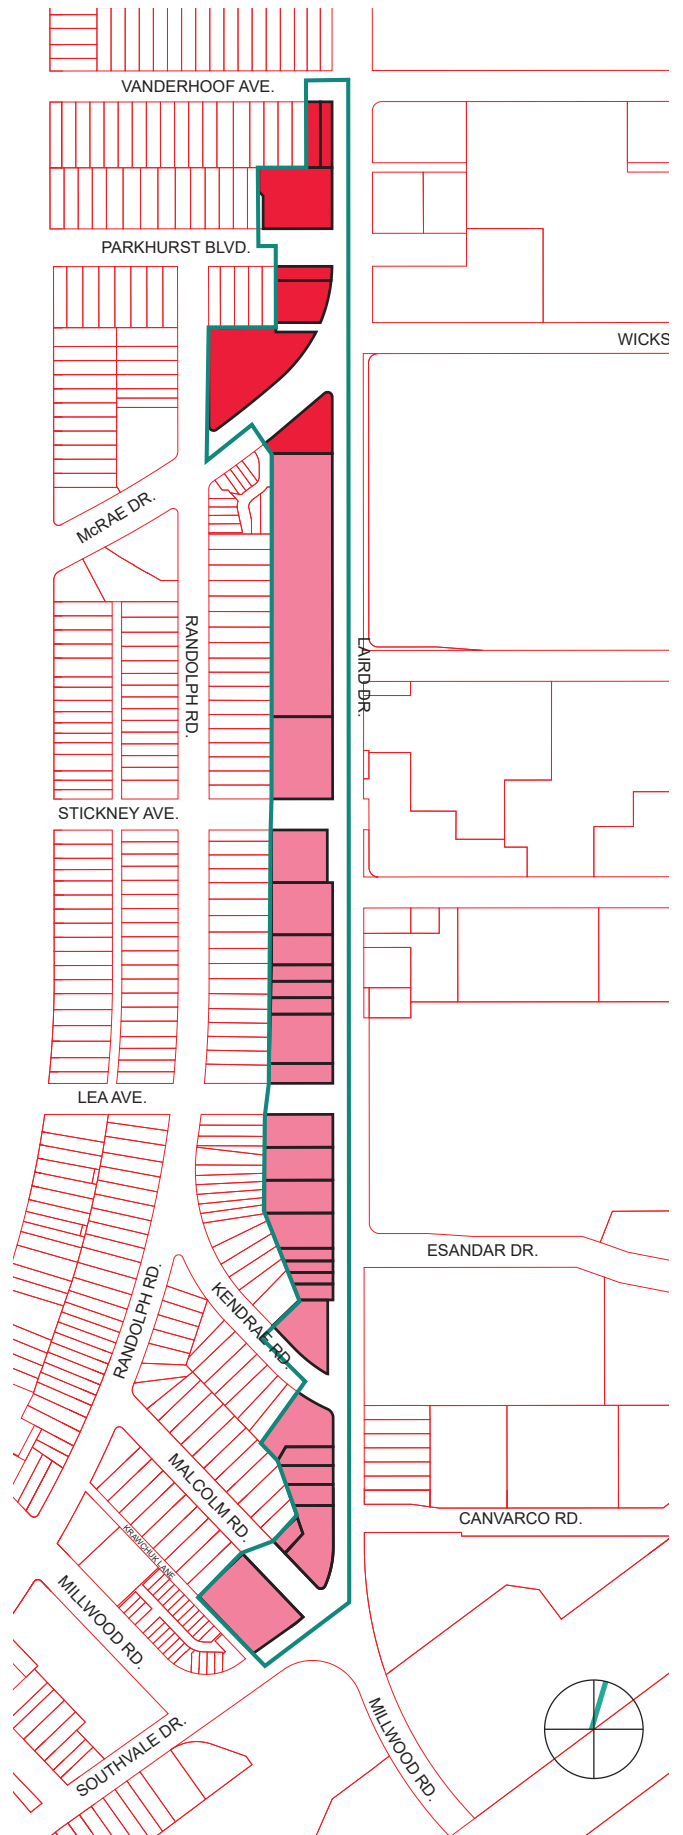 VANDERHOOF AVE.
PARKHURST BLVD.
WICKS
McRAE DR.
RANDOLPH RD.
LAIRD DR.
STICKNEY AVE.
LEA AVE.
ESANDAR DR.
RANDOLPH RD.
KENDRAE RD.
MALCOLM RD.
CANVARCO RD.
KRAWCHUK LANE
MILLWOOD RD.
MILLWOOD RD.
SOUTHVALE DR.